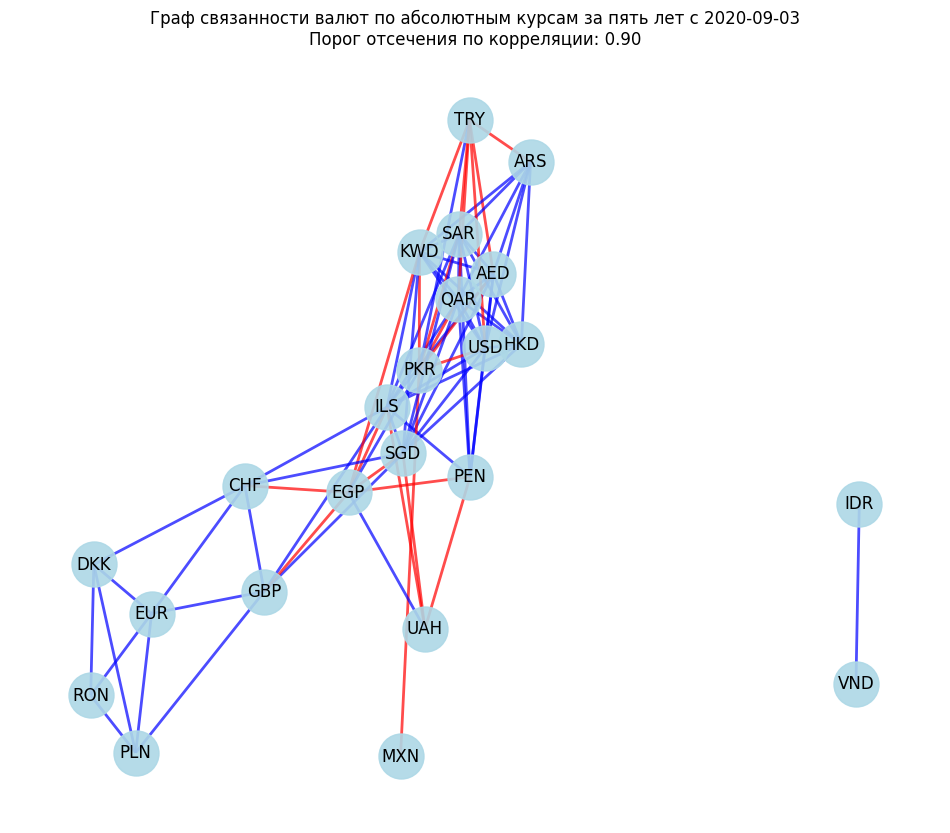 Граф связанности валют по абсолютным курсам за пять лет с 2020-09-03
Порог отсечения по корреляции: 0.90
TRY
ARS
SAR
KWD
AED
QAR
USD
HKD
PKR
ILS
SGD
PEN
CHF
EGP
IDR
DKK
GBP
EUR
UAH
VND
RON
PLN
MXN